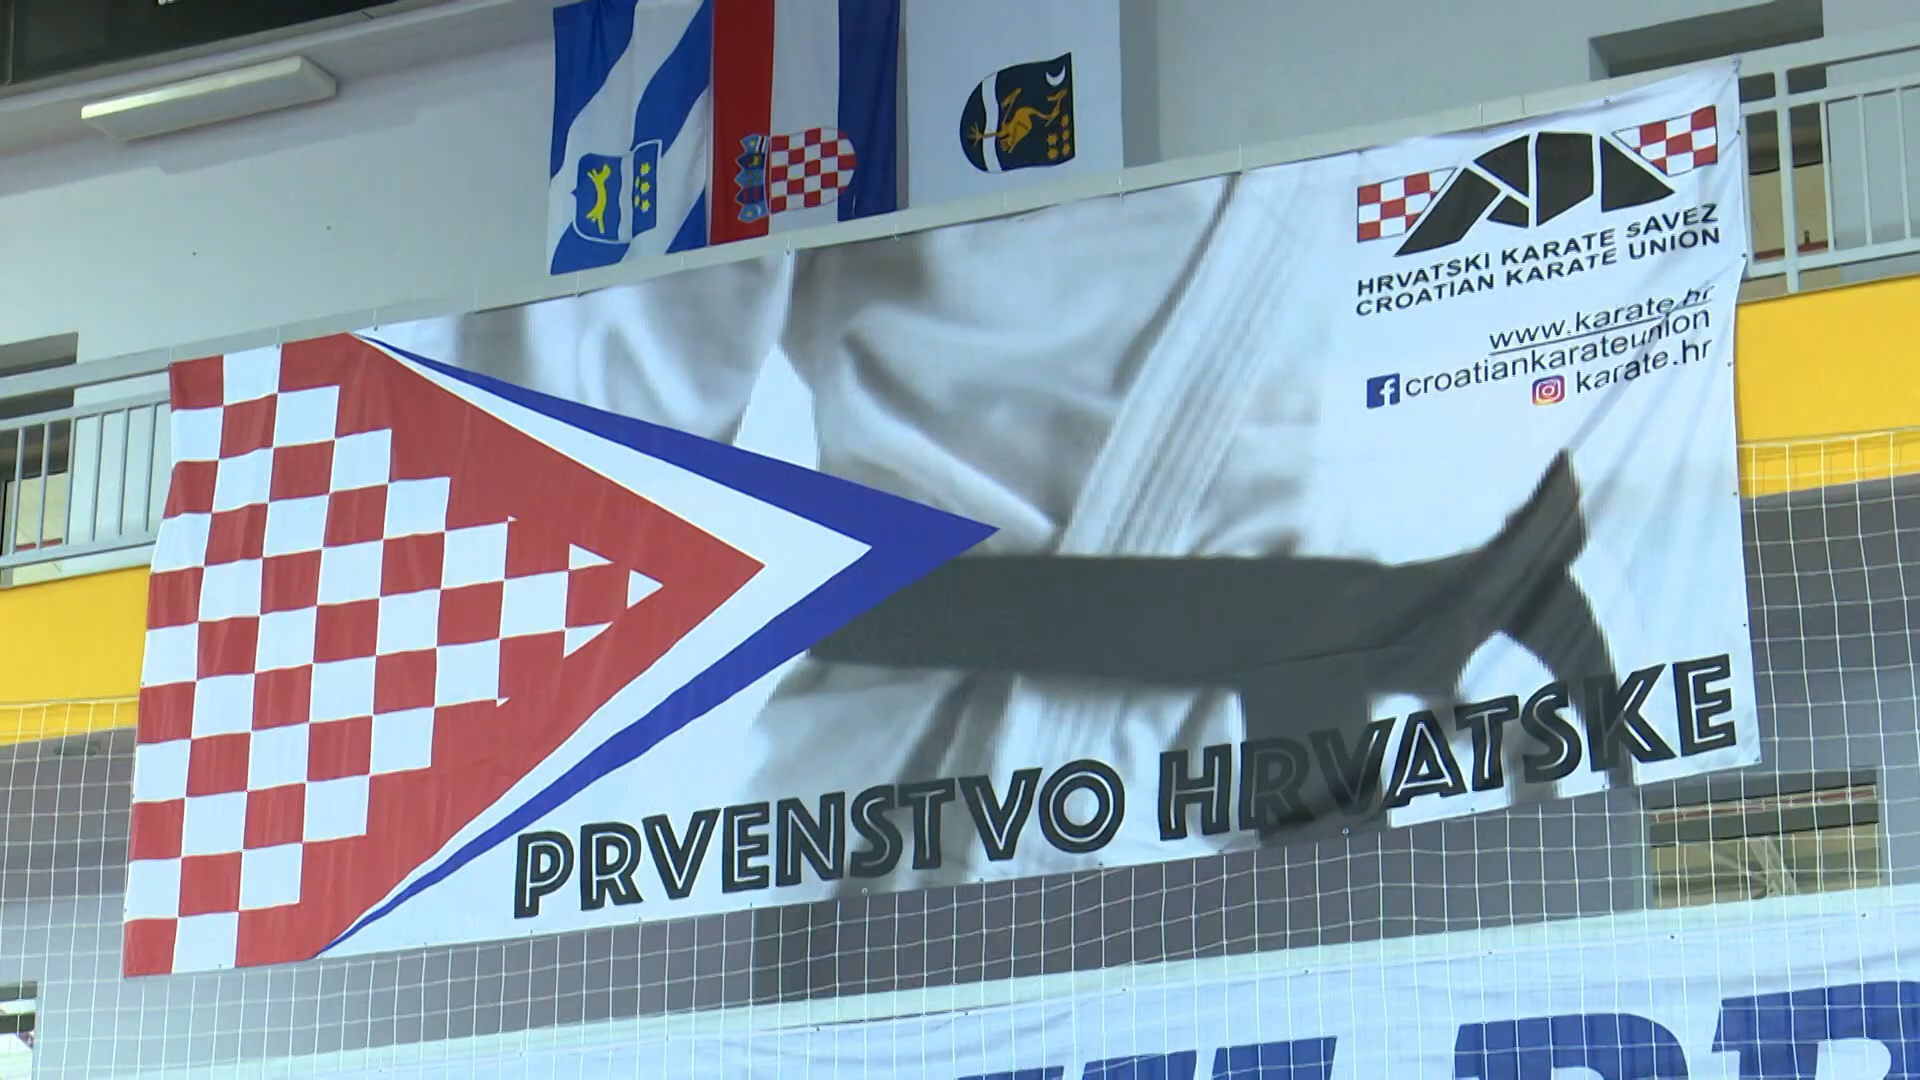 HRVATSKI KARATE SAVEZ
CROATIAN KARATE UNION
www.karate.hr
croatiankarateunion
karate.hr
PRVENSTVO HRVATSKE